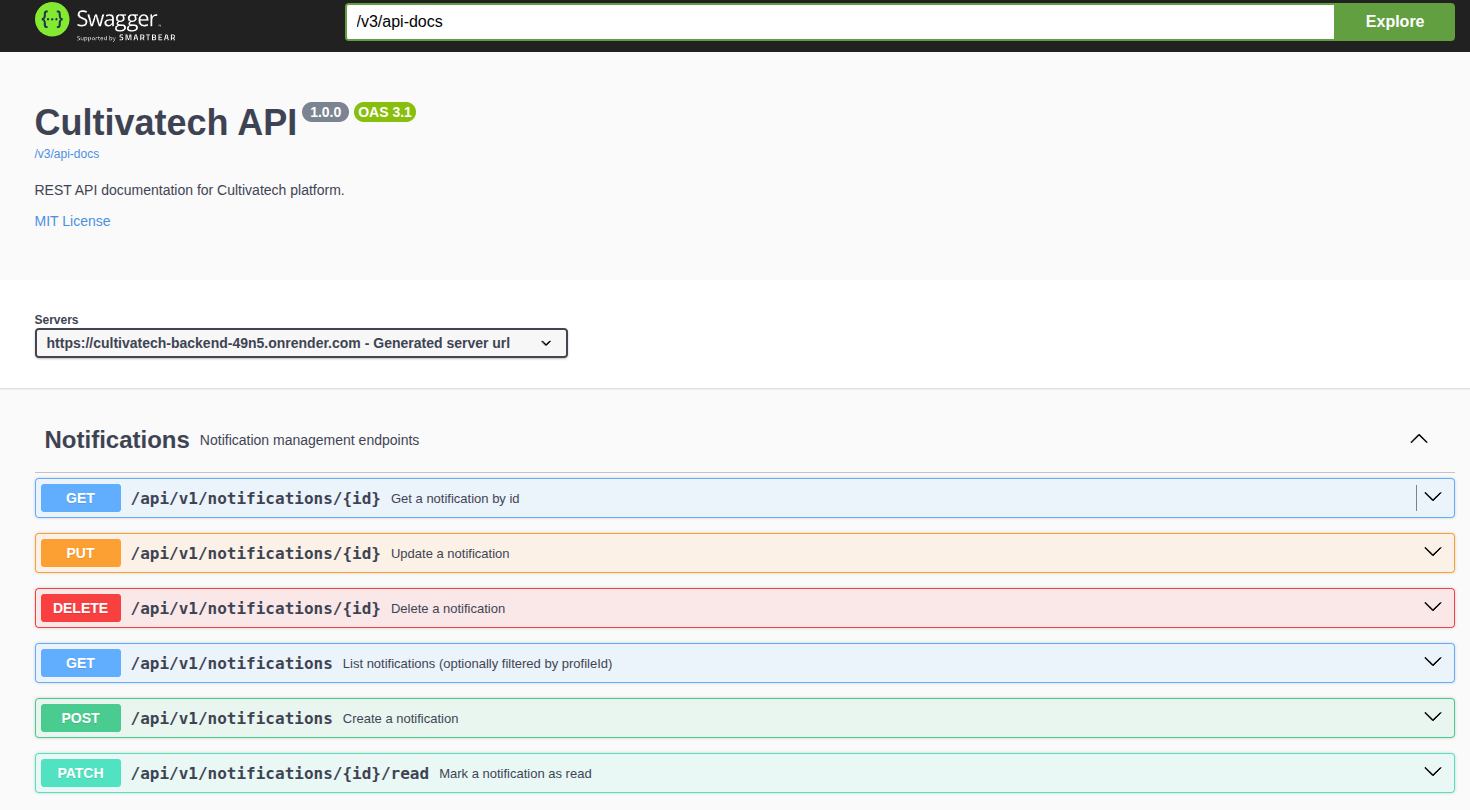 Swagger
Supported by SMARTBEAR
/v3/api-docs
Explore
Cultivatech API 1.0.0 OAS 3.1
/v3/api-docs
REST API documentation for Cultivatech platform.
MIT License
Servers
https://cultivatech-backend-49n5.onrender.com - Generated server url
Notifications Notification management endpoints
GET /api/v1/notifications/{id} Get a notification by id
PUT /api/v1/notifications/{id} Update a notification
DELETE /api/v1/notifications/{id} Delete a notification
GET /api/v1/notifications List notifications (optionally filtered by profileId)
POST /api/v1/notifications Create a notification
PATCH /api/v1/notifications/{id}/read Mark a notification as read